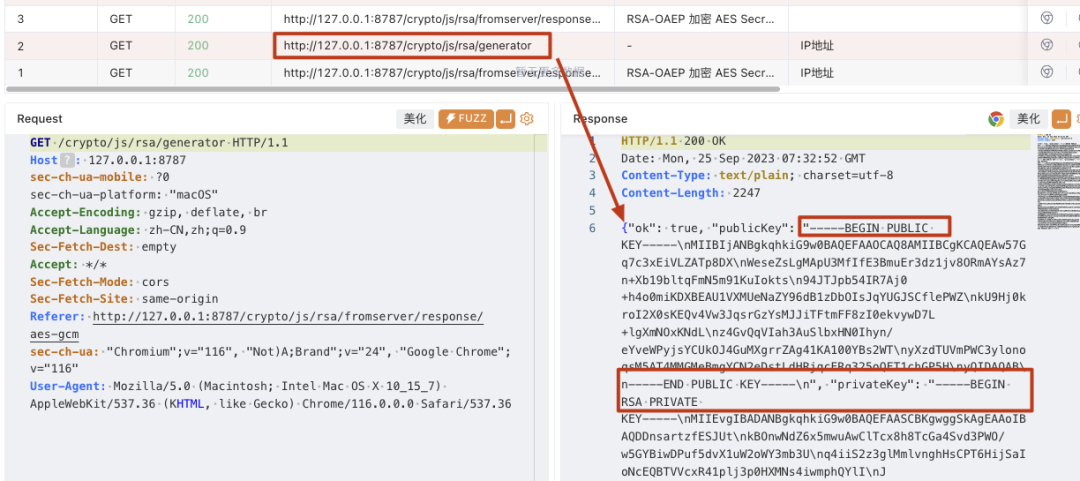 3 GET 200 http://127.0.0.1:8787/crypto/js/rsa/fromserver/response... RSA-OAEP 加密 AES Secr...
2 GET 200 http://127.0.0.1:8787/crypto/js/rsa/generator - IP地址
1 GET 200 http://127.0.0.1:8787/crypto/js/rsa/fromserver/response... RSA-OAEP 加密 AES Secr... IP地址
Request 美化 FUZZ
GET /crypto/js/rsa/generator HTTP/1.1
Host ? : 127.0.0.1:8787
sec-ch-ua-mobile: ?0
sec-ch-ua-platform: "macOS"
Accept-Encoding: gzip, deflate, br
Accept-Language: zh-CN,zh;q=0.9
Sec-Fetch-Dest: empty
Accept: */*
Sec-Fetch-Mode: cors
Sec-Fetch-Site: same-origin
Referer: http://127.0.0.1:8787/crypto/js/rsa/fromserver/response/
aes-gcm
sec-ch-ua: "Chromium";v="116", "Not)A;Brand";v="24", "Google Chrome";
v="116"
User-Agent: Mozilla/5.0 (Macintosh; Intel Mac OS X 10_15_7)
AppleWebKit/537.36 (KHTML, like Gecko) Chrome/116.0.0.0 Safari/537.36
Response 美化
1 HTTP/1.1 200 OK
2 Date: Mon, 25 Sep 2023 07:32:52 GMT
3 Content-Type: text/plain; charset=utf-8
4 Content-Length: 2247
5
6 {"ok": true, "publicKey": "-----BEGIN PUBLIC
KEY-----\nMIIBIjANBgkqhkiG9w0BAQEFAAOCAQ8AMIIBCgKCAQEAw57G
q7c3xEiVLZATp8DX\nWeseZsLgMApU3MfIfE3BmuEr3dz1jv8ORmAYsAz7
n+Xb19bltqFmN5m91KuIokts\n94JTJpb54IR7Aj0
+h4o0miKDXBEAU1VXMUeNaZY96dB1zDbOIsJqYUGJSCflePWZ\nkU9Hj0k
roI2X0sKEQv4Vw3JqsrGzYsMJJiTFtmFF8zI0ekvywD7L
+lgXmNOxKNdL\nz4GvQqVIah3AuSlbxHN0Ihyn/
eYveWPyjsYCUkOJ4GuMXgrrZAg41KA100YBs2WT\nyXzdTUVmPWC3ylono
n-----END PUBLIC KEY-----\n", "privateKey": "-----BEGIN
RSA PRIVATE
KEY-----\nMIIEvgIBADANBgkqhkiG9w0BAQEFAASCBKgwggSkAgEAAoIB
AQDDnsartzfESJUt\nkBOnwNdZ6x5mwuAwClTcx8h8TcGa4Svd3PWO/
w5GYBiwDPuf5dvX1uW2oWY3mb3U\nq4iiS2z3glMmlvnghHsCPT6HijSaI
oNcEQBTVVcxR41plj3p0HXMNs4iwmphQYlI\nJ